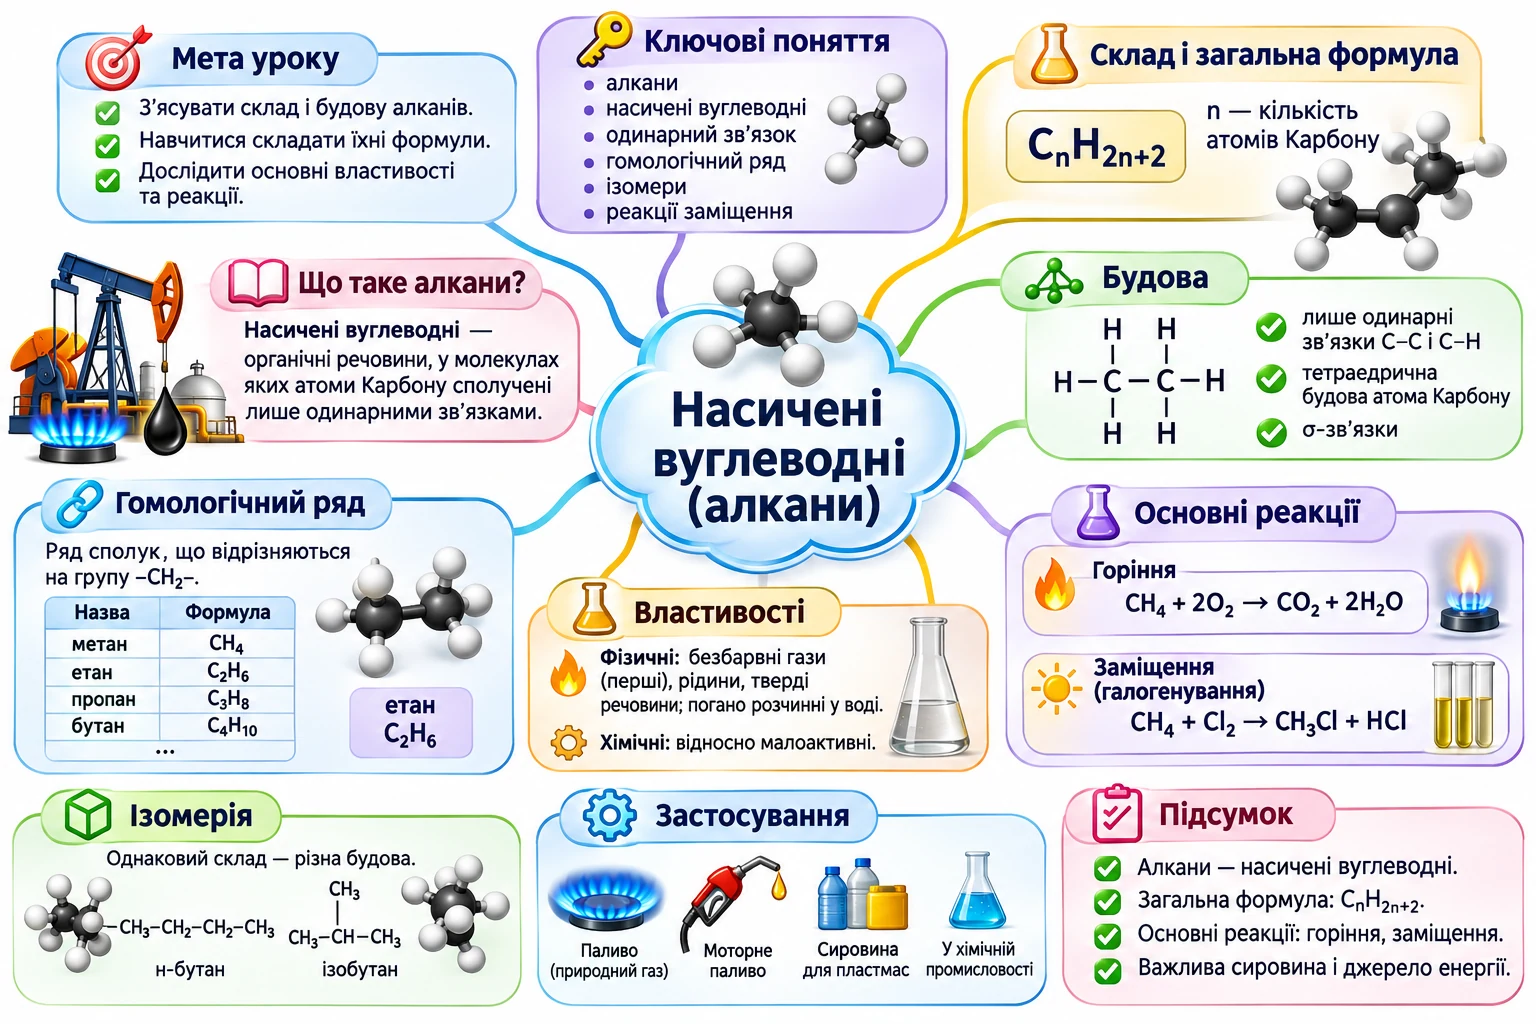 Мета уроку
З'ясувати склад і будову алканів.
Навчитися складати їхні формули.
Дослідити основні властивості
та реакції.
Ключові поняття
алкани
насичені вуглеводні
одинарний зв'язок
гомологічний ряд
ізомери
реакції заміщення
Склад і загальна формула
CₙH₂ₙ₊₂
n — кількість
атомів Карбону
Що таке алкани?
Насичені вуглеводні —
органічні речовини, у молекулах
яких атоми Карбону сполучені
лише одинарними зв'язками.
Насичені
вуглеводні
(алкани)
Будова
H H
H–C–C–H
H H
лише одинарні
зв'язки C–C і C–H
тетраедрична
будова атома Карбону
σ-зв'язки
Гомологічний ряд
Ряд сполук, що відрізняються
на групу –CH₂–.
Назва Формула
метан CH₄
етан C₂H₆
пропан C₃H₈
бутан C₄H₁₀
...
етан
C₂H₆
Властивості
Фізичні: безбарвні гази
(перші), рідини, тверді
речовини; погано розчинні у воді.
Хімічні: відносно малоактивні.
Основні реакції
Горіння
CH₄ + 2O₂ → CO₂ + 2H₂O
Заміщення
(галогенування)
CH₄ + Cl₂ → CH₃Cl + HCl
Ізомерія
Однаковий склад — різна будова.
–CH₃–CH₂–CH₂–CH₃
н-бутан
CH₃
CH₃–CH–CH₃
ізобутан
Застосування
Паливо
(природний газ)
Моторне
паливо
Сировина
для пластмас
У хімічній
промисловості
Підсумок
Алкани — насичені вуглеводні.
Загальна формула: CₙH₂ₙ₊₂.
Основні реакції: горіння, заміщення.
Важлива сировина і джерело енергії.